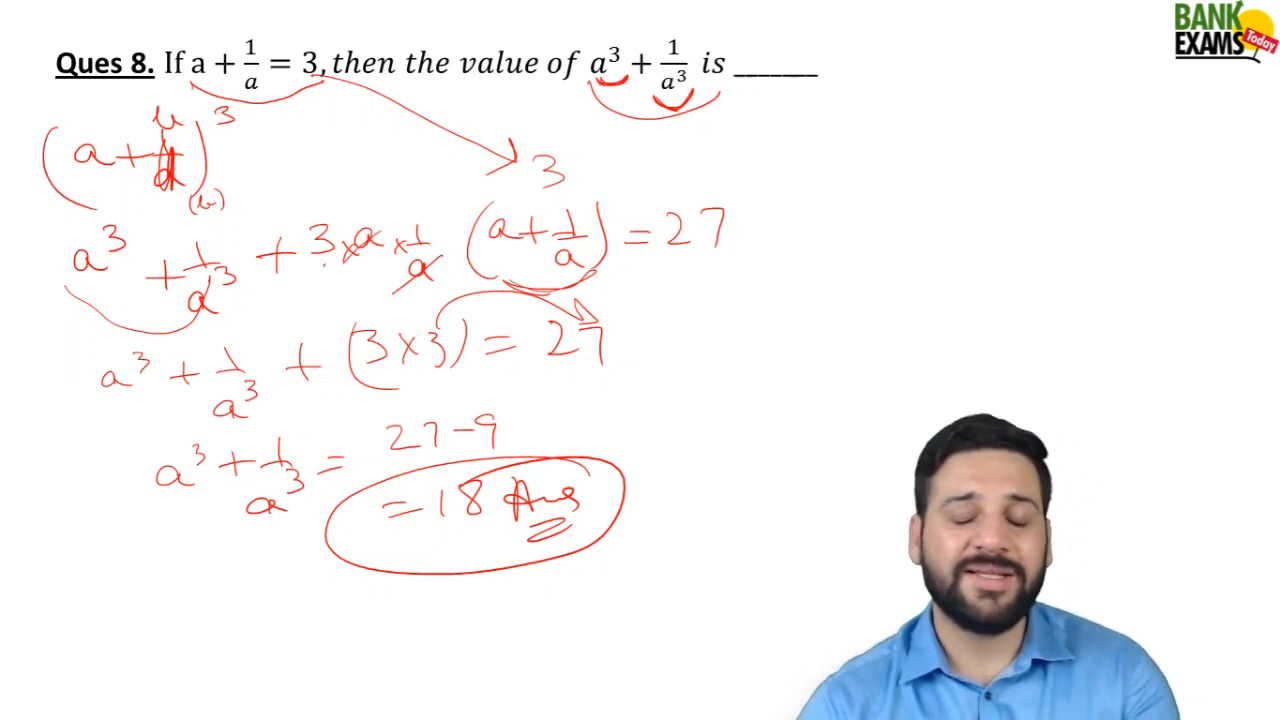 BANK
EXAMS Today
Ques 8. If a + 1/a = 3, then the value of a³ + 1/a³ is ______
(a + )³
(b)
3
a³ + 1/a³ + 3 × a × 1/a (a + 1/a) = 27
a³ + 1/a³ + (3 × 3) = 27
a³ + 1/a³ = 27 - 9
= 18 Ans